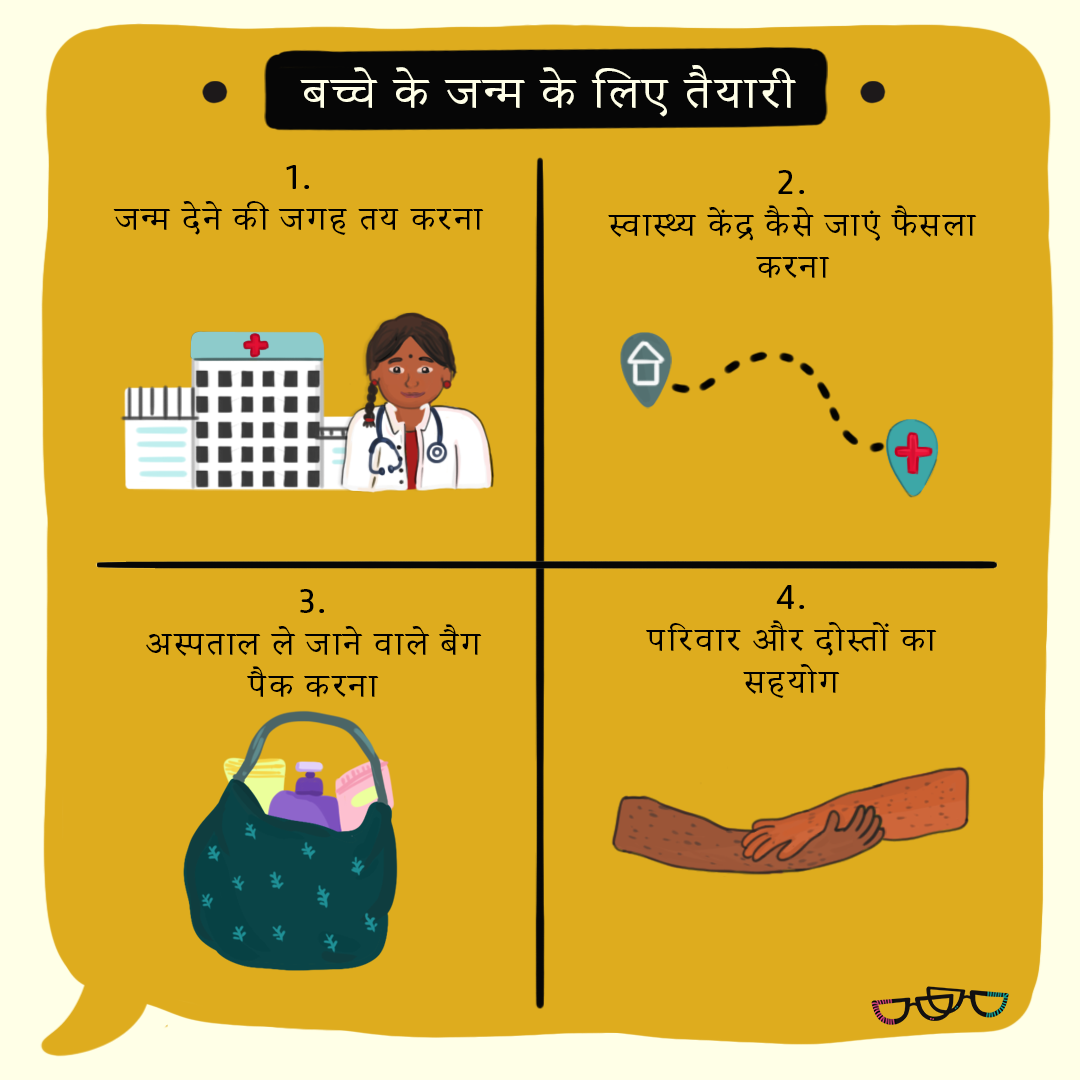 बच्चे के जन्म के लिए तैयारी
1.
जन्म देने की जगह तय करना
2.
स्वास्थ्य केंद्र कैसे जाएं फैसला
करना
3.
अस्पताल ले जाने वाले बैग
पैक करना
4.
परिवार और दोस्तों का
सहयोग